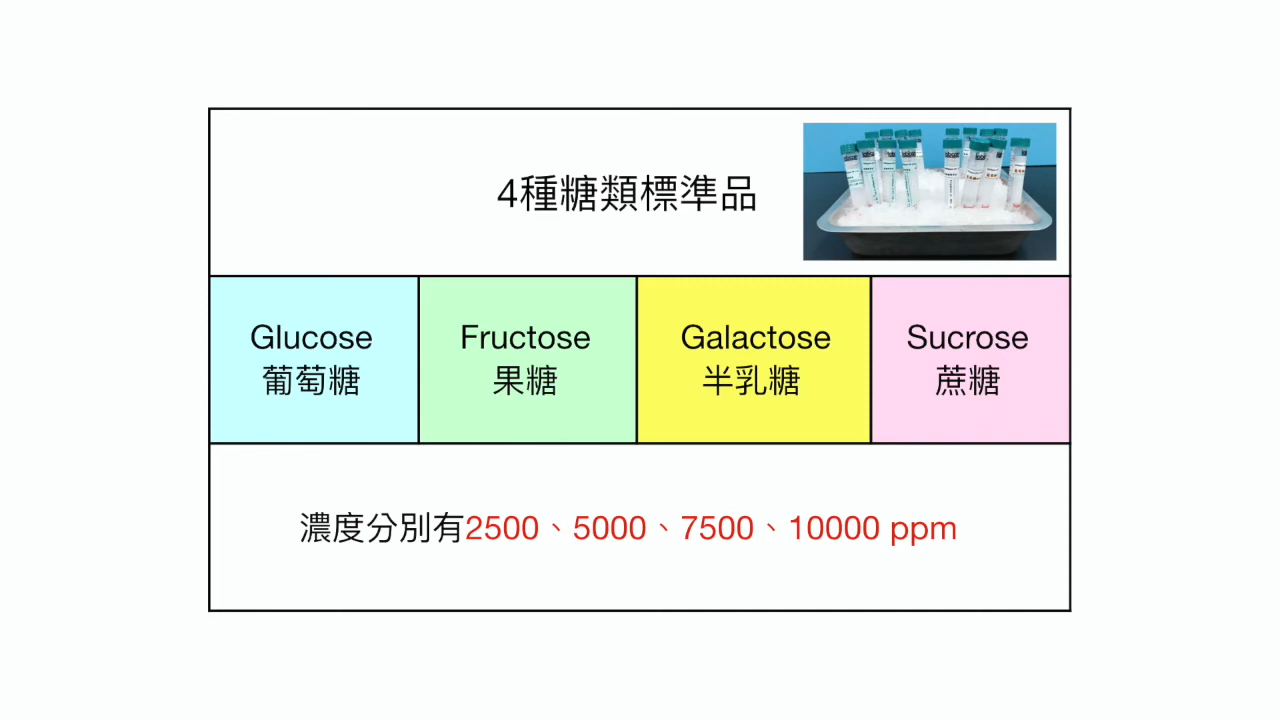 4種糖類標準品
Glucose
葡萄糖
Fructose
果糖
Galactose
半乳糖
Sucrose
蔗糖
濃度分別有2500、5000、7500、10000 ppm